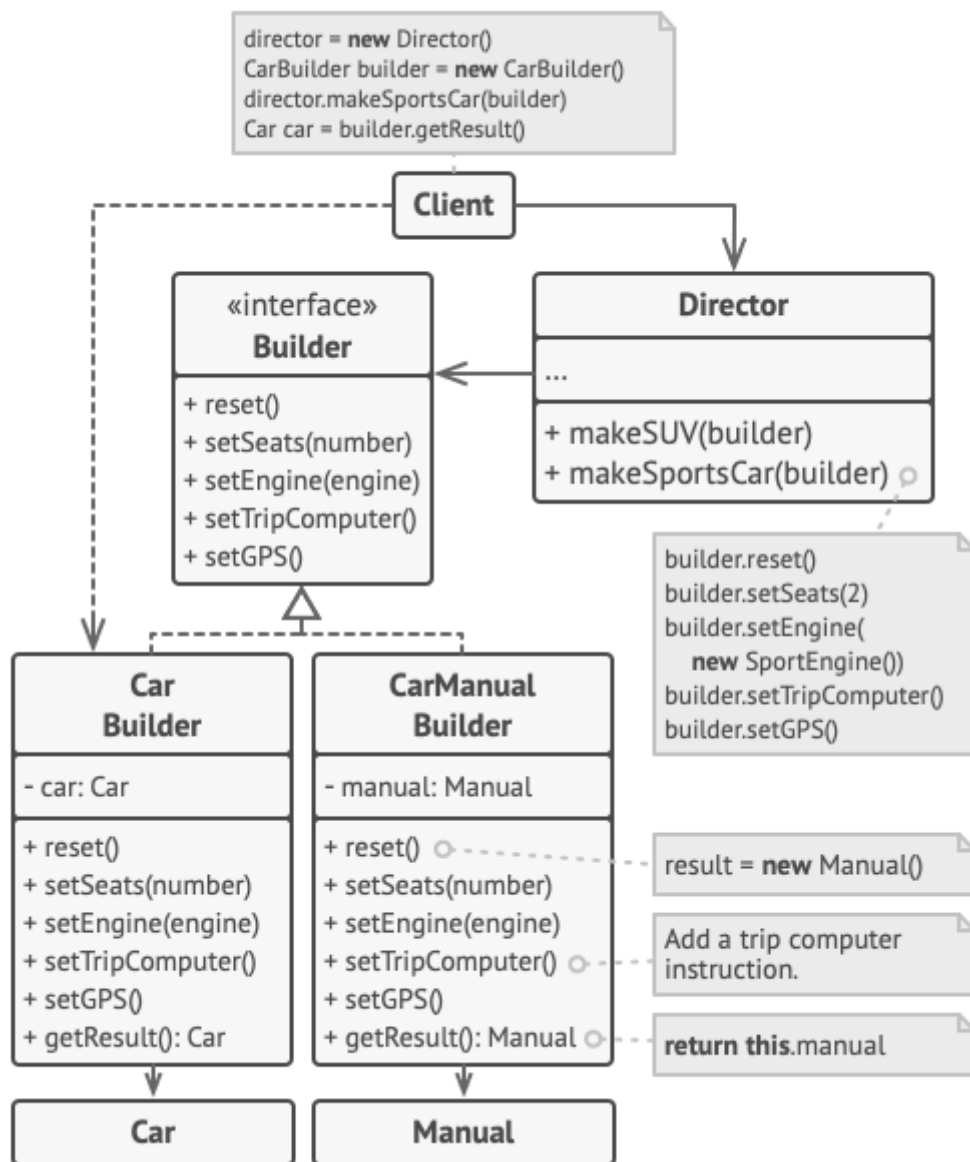 director = new Director()
CarBuilder builder = new CarBuilder()
director.makeSportsCar(builder)
Car car = builder.getResult()
Client
«interface»
Builder
+ reset()
+ setSeats(number)
+ setEngine(engine)
+ setTripComputer()
+ setGPS()
Director
...
+ makeSUV(builder)
+ makeSportsCar(builder)
builder.reset()
builder.setSeats(2)
builder.setEngine(
new SportEngine())
builder.setTripComputer()
builder.setGPS()
Car
Builder
- car: Car
+ reset()
+ setSeats(number)
+ setEngine(engine)
+ setTripComputer()
+ setGPS()
+ getResult(): Car
CarManual
Builder
- manual: Manual
+ reset()
+ setSeats(number)
+ setEngine(engine)
+ setTripComputer()
+ setGPS()
+ getResult(): Manual
result = new Manual()
Add a trip computer
instruction.
return this.manual
Car
Manual